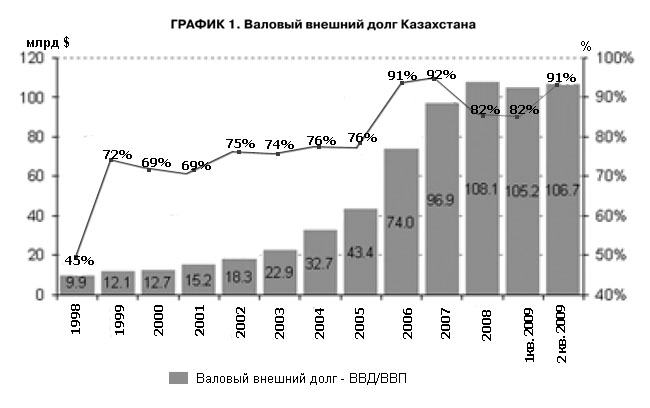 ГРАФИК 1. Валовый внешний долг Казахстана
млрд $ %
120 100%
100 90%
80 80%
60 70%
40 60%
20 50%
0 40%
45% 72% 69% 69% 75% 74% 76% 76% 91% 92% 82% 82% 91%
9.9 12.1 12.7 15.2 18.3 22.9 32.7 43.4 74.0 96.9 108.1 105.2 106.7
1998 1999 2000 2001 2002 2003 2004 2005 2006 2007 2008 1кв. 2009 2 кв. 2009
Валовый внешний долг - ВВД/ВВП